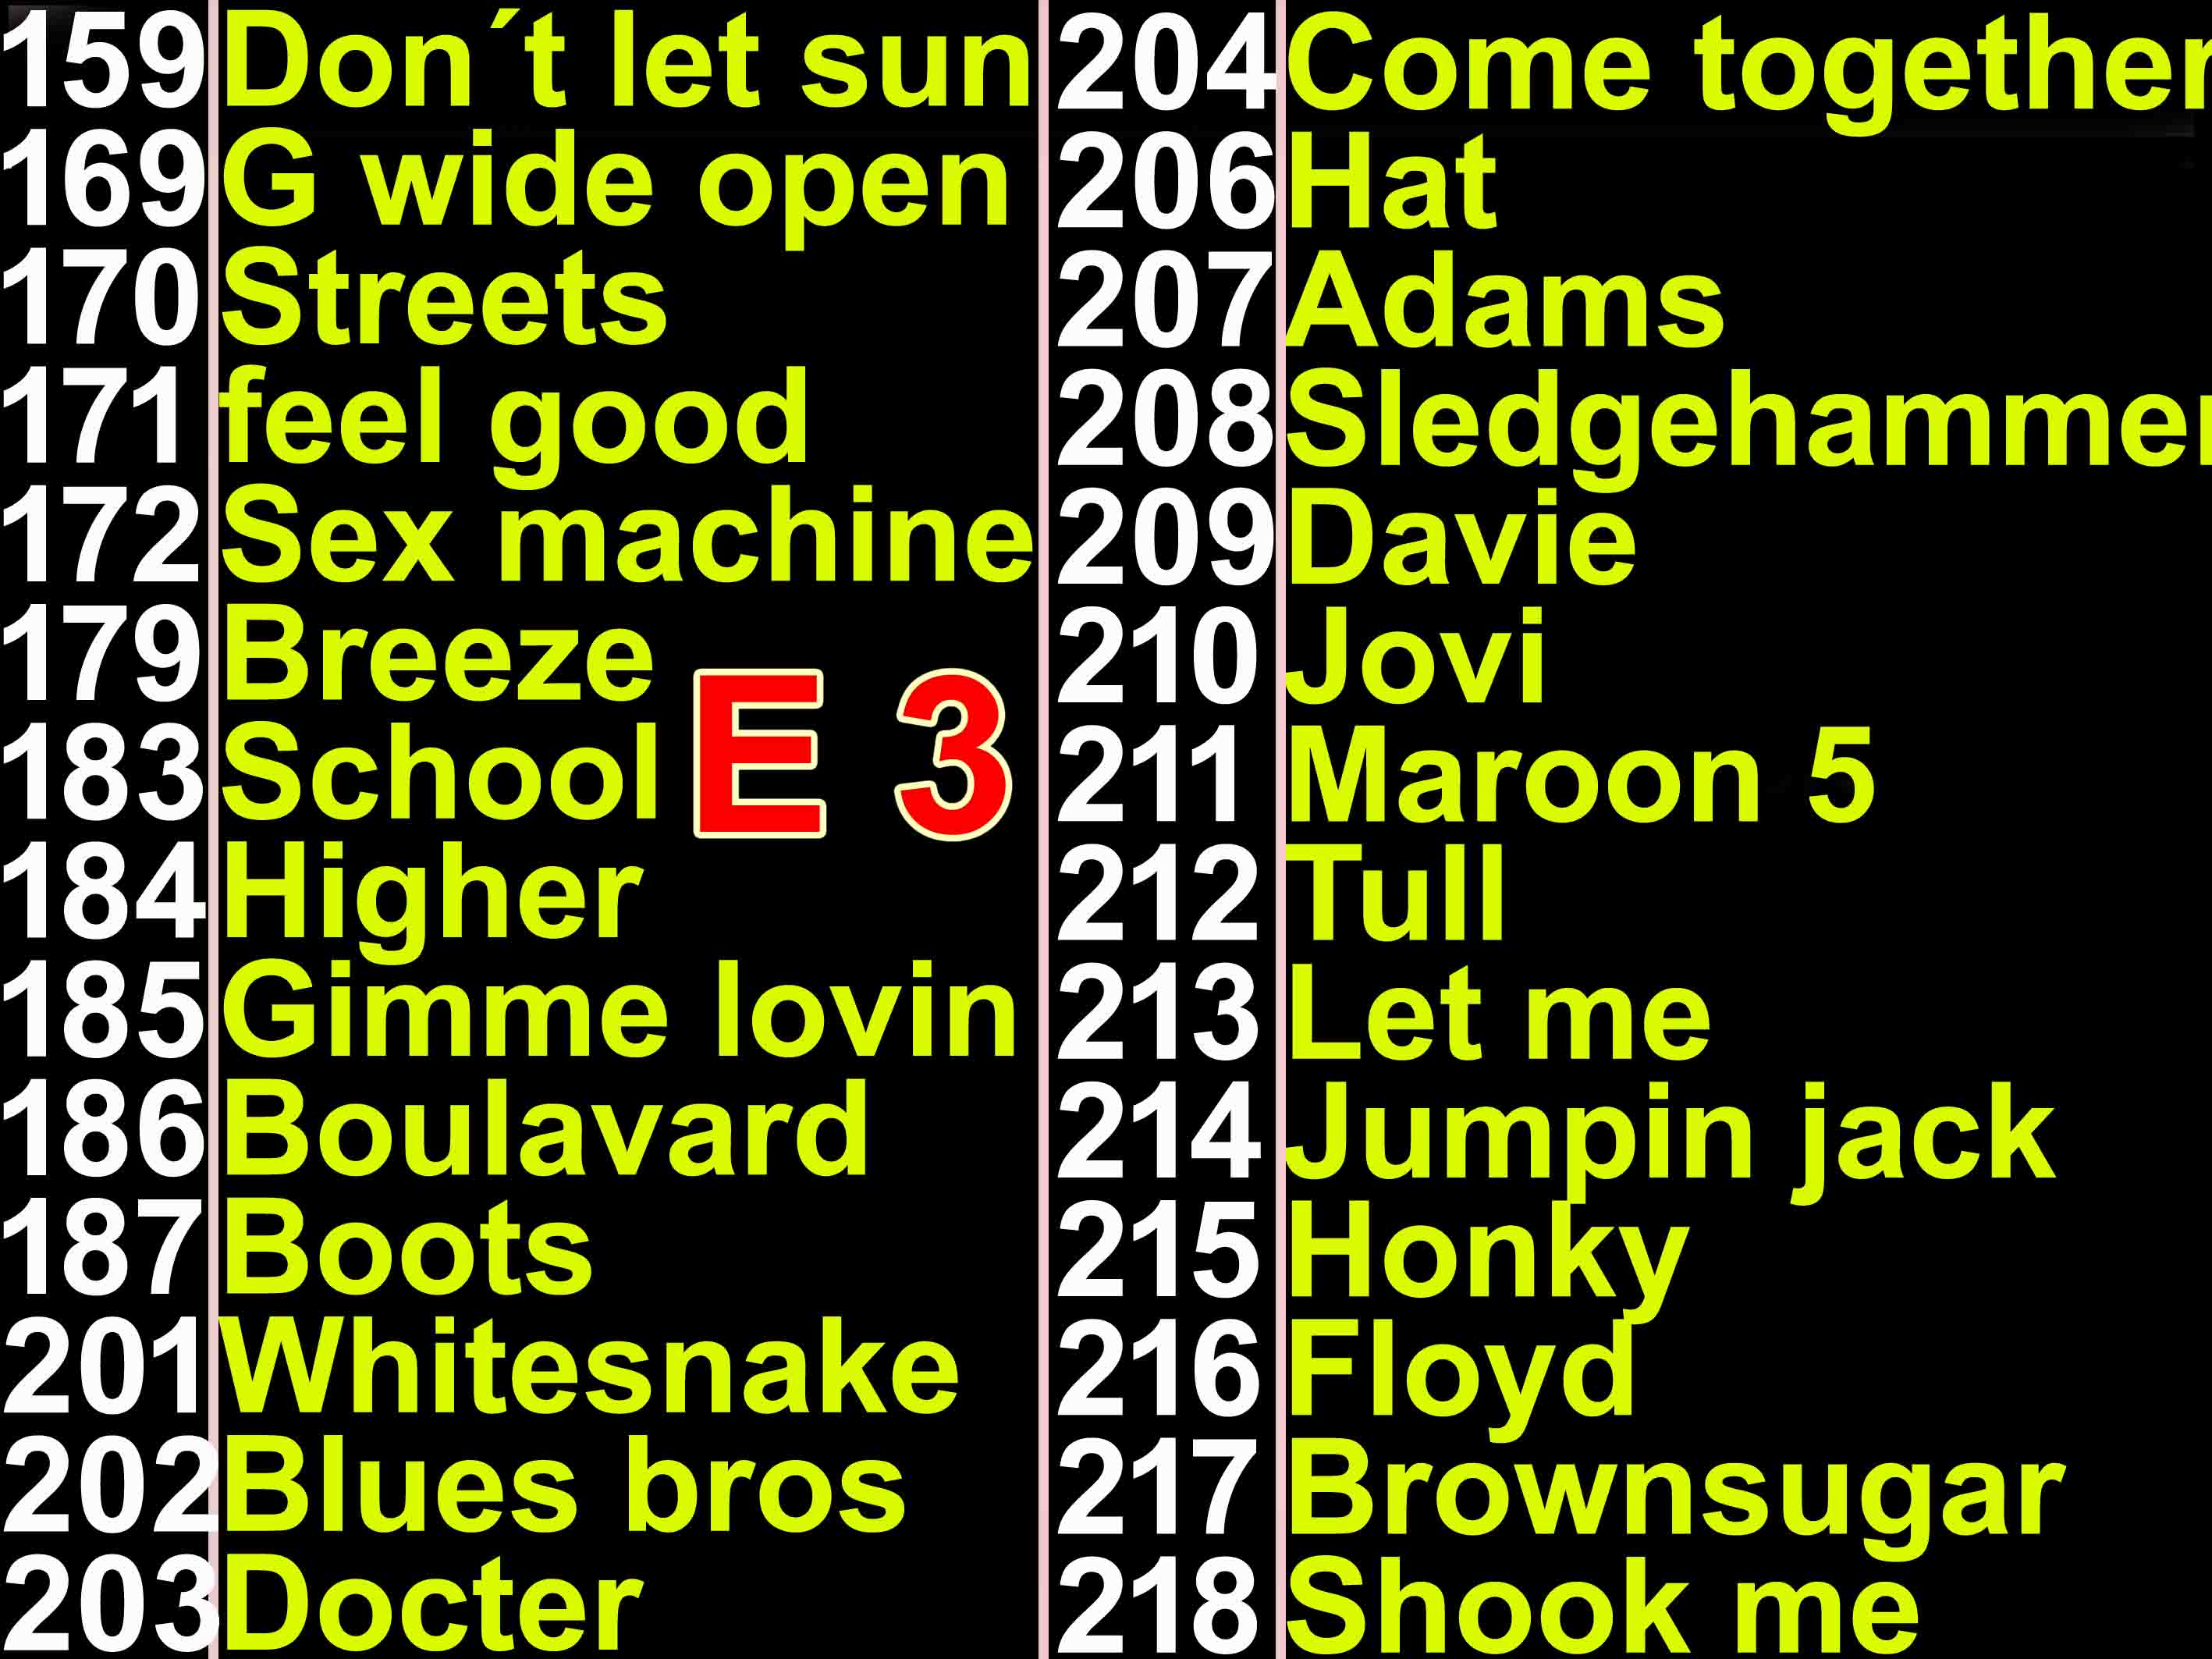 159 Don´t let sun
169 G wide open
170 Streets
171 feel good
172 Sex machine
179 Breeze
183 School
184 Higher
185 Gimme lovin
186 Boulavard
187 Boots
201 Whitesnake
202 Blues bros
203 Docter
E 3
204 Come together
206 Hat
207 Adams
208 Sledgehammer
209 Davie
210 Jovi
211 Maroon 5
212 Tull
213 Let me
214 Jumpin jack
215 Honky
216 Floyd
217 Brownsugar
218 Shook me